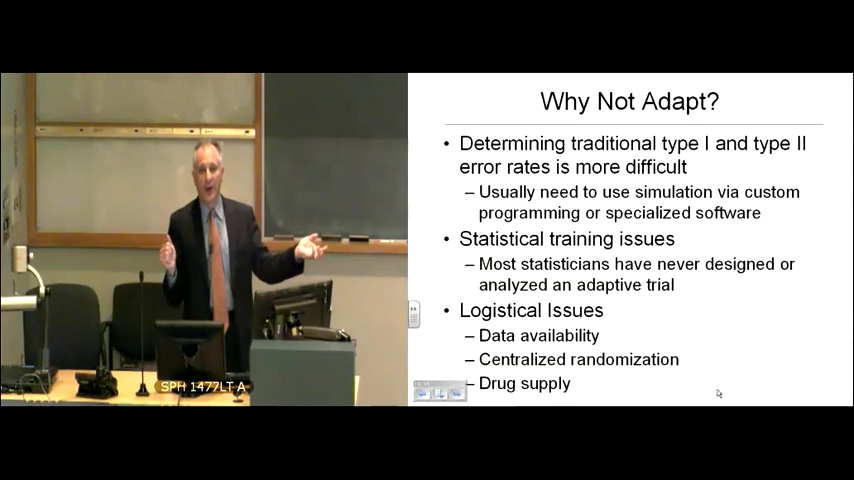 Why Not Adapt?
• Determining traditional type I and type II
error rates is more difficult
– Usually need to use simulation via custom
programming or specialized software
• Statistical training issues
– Most statisticians have never designed or
analyzed an adaptive trial
• Logistical Issues
– Data availability
– Centralized randomization
– Drug supply
SPH 1477LT A